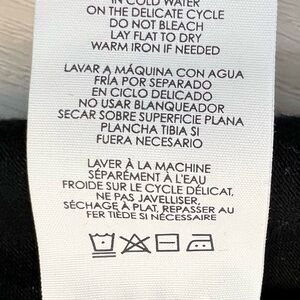 IN COLD WATER
ON THE DELICATE CYCLE
DO NOT BLEACH
LAY FLAT TO DRY
WARM IRON IF NEEDED
LAVAR A MÁQUINA CON AGUA
FRÍA POR SEPARADO
EN CICLO DELICADO
NO USAR BLANQUEADOR
SECAR SOBRE SUPERFICIE PLANA
PLANCHA TIBIA SI
FUERA NECESARIO
LAVER À LA MACHINE
SÉPARÉMENT À L'EAU
FROIDE SUR LE CYCLE DÉLICAT,
NE PAS JAVELLISER,
SÉCHAGE À PLAT, REPASSER AU
FER TIÈDE SI NÉCESSAIRE